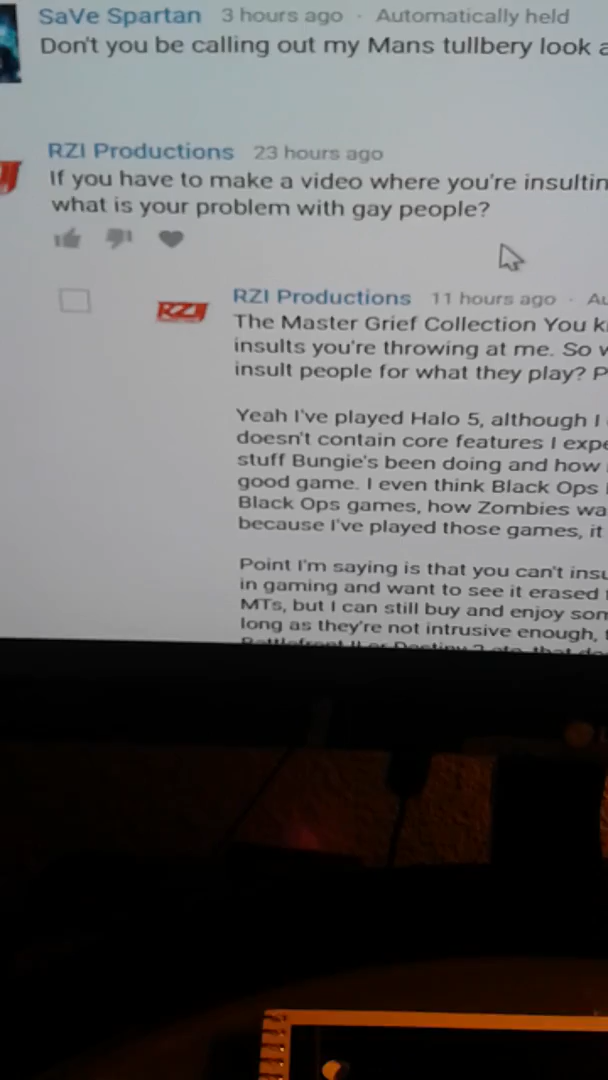 SaVe Spartan 3 hours ago · Automatically held
Don't you be calling out my Mans tullbery look
RZI Productions 23 hours ago
If you have to make a video where you're
what is your problem with gay people?
RZI Productions 11 hours ago ·
RZI
The Master Grief Collection You
insults you're throwing at me. So
insult people for what they play?
Yeah I've played Halo 5, although I
doesn't contain core features I
stuff Bungie's been doing and how
good game. I even think Black Ops
Black Ops games, how Zombies
because I've played those games, it
Point I'm saying is that you can't
in gaming and want to see it erased
MTs, but I can still buy and enjoy
long as they're not intrusive enough,
Battlefront II or Destiny 2